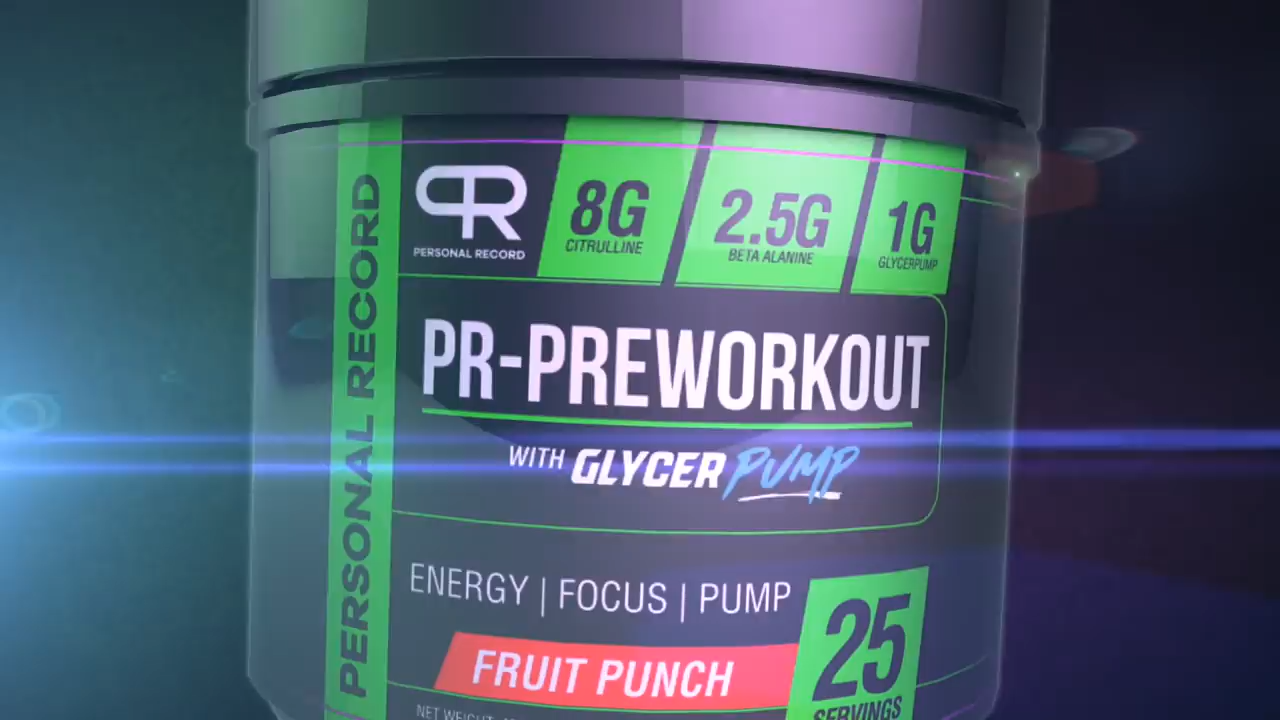 PERSONAL RECORD
PR
PERSONAL RECORD
8G
CITRULLINE
2.5G
BETA ALANINE
1G
GLYCERPUMP
PR-PREWORKOUT
WITH GLYCER PUMP
ENERGY | FOCUS | PUMP
FRUIT PUNCH
25
SERVINGS
NET WEIGHT